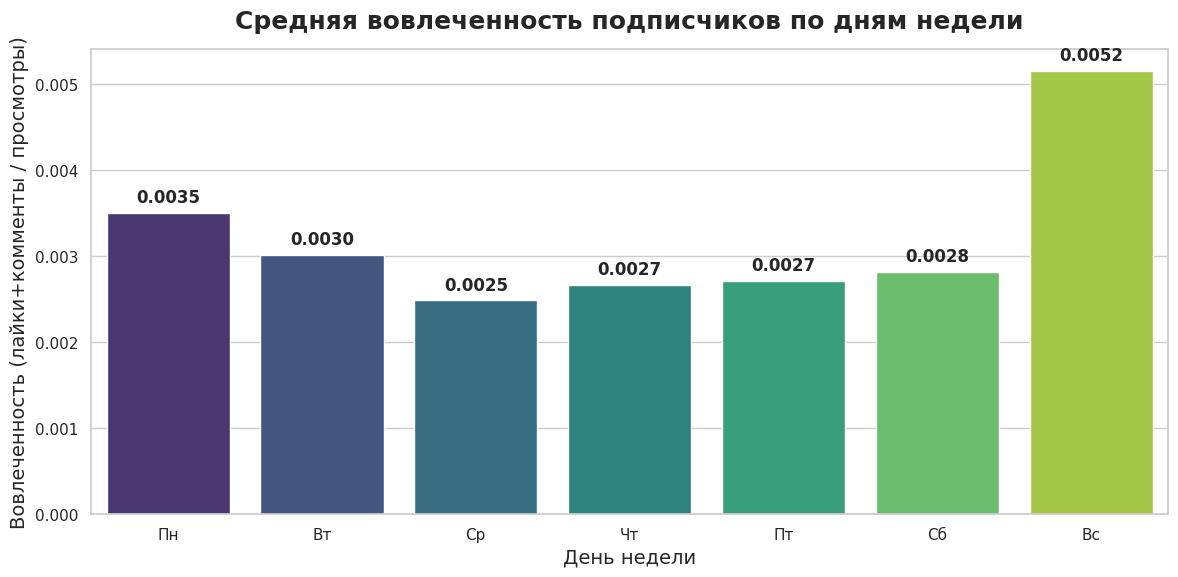 Средняя вовлеченность подписчиков по дням недели
Вовлеченность (лайки+комменты / просмотры)
0.005
0.004
0.003
0.002
0.001
0.000
0.0035
0.0030
0.0025
0.0027
0.0027
0.0028
0.0052
Пн
Вт
Ср
Чт
Пт
Сб
Вс
День недели